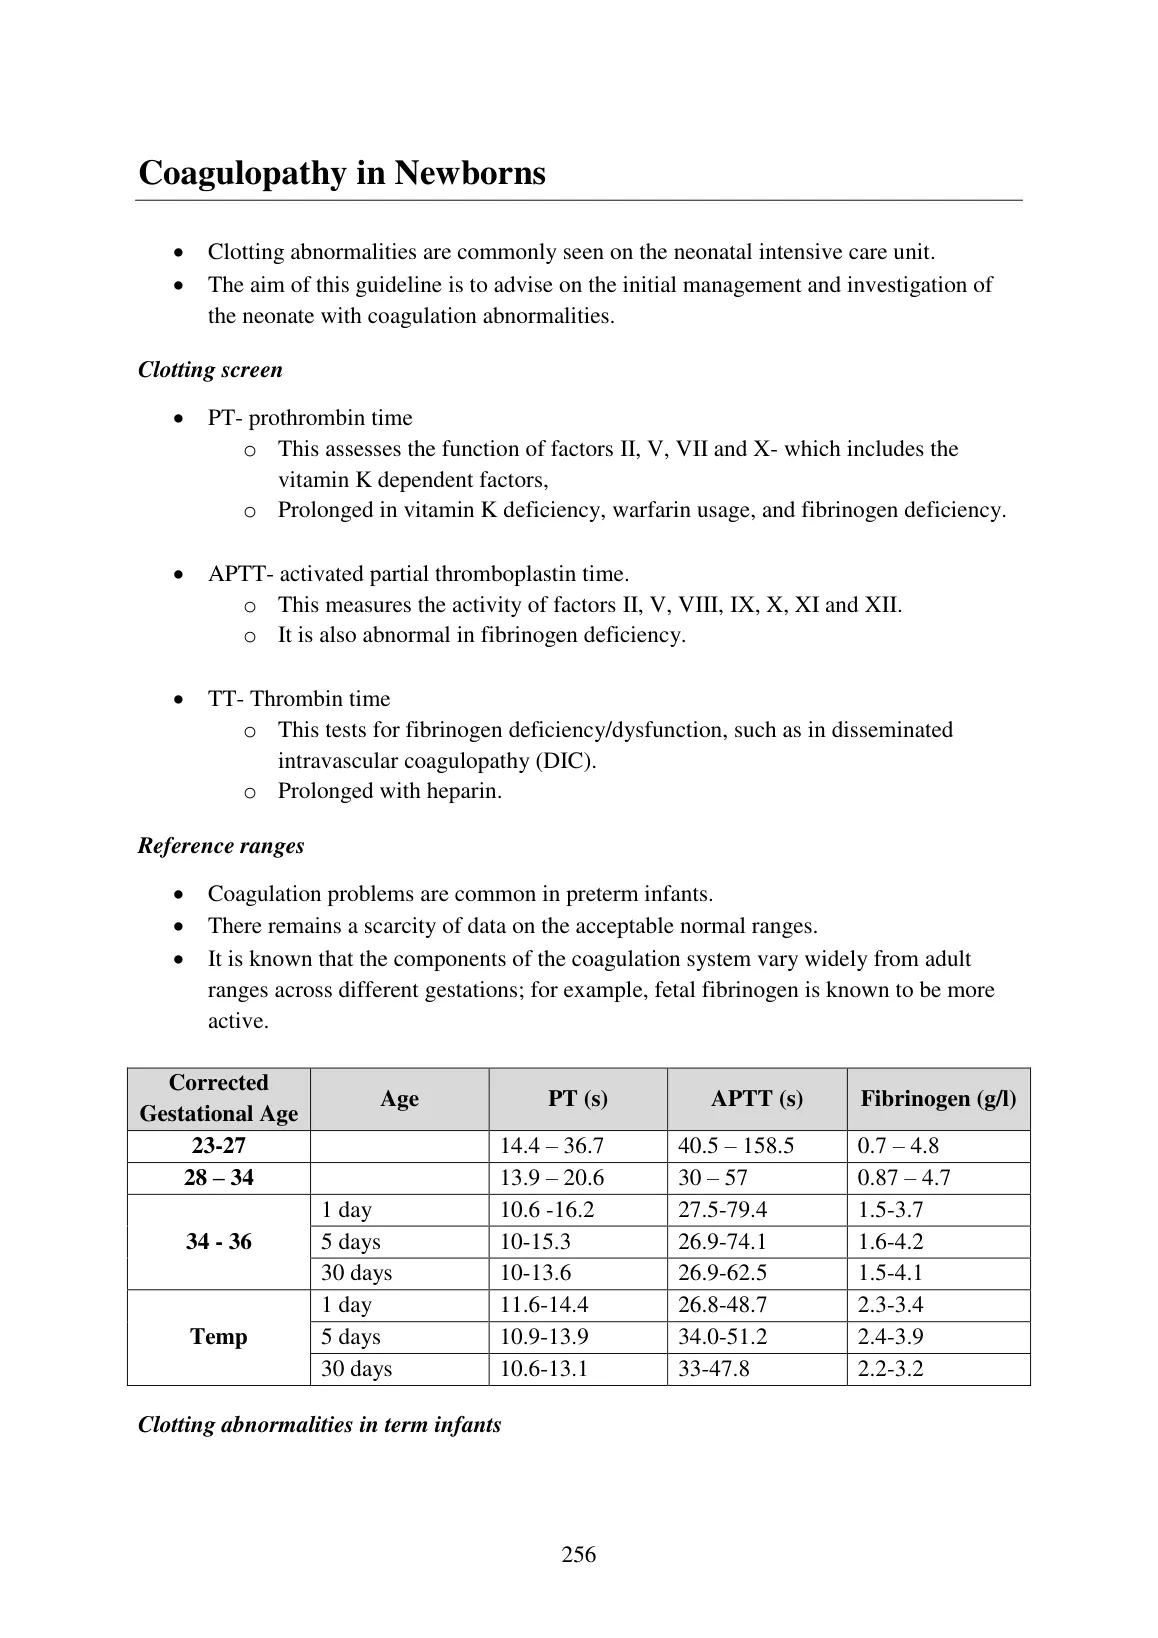 Coagulopathy in Newborns
• Clotting abnormalities are commonly seen on the neonatal intensive care unit.
• The aim of this guideline is to advise on the initial management and investigation of
the neonate with coagulation abnormalities.
Clotting screen
• PT- prothrombin time
o This assesses the function of factors II, V, VII and X- which includes the
vitamin K dependent factors,
o Prolonged in vitamin K deficiency, warfarin usage, and fibrinogen deficiency.
• APTT- activated partial thromboplastin time.
o This measures the activity of factors II, V, VIII, IX, X, XI and XII.
o It is also abnormal in fibrinogen deficiency.
• TT- Thrombin time
o This tests for fibrinogen deficiency/dysfunction, such as in disseminated
intravascular coagulopathy (DIC).
o Prolonged with heparin.
Reference ranges
• Coagulation problems are common in preterm infants.
• There remains a scarcity of data on the acceptable normal ranges.
• It is known that the components of the coagulation system vary widely from adult
ranges across different gestations; for example, fetal fibrinogen is known to be more
active.
Corrected
Gestational Age Age PT (s) APTT (s) Fibrinogen (g/l)
23-27 14.4 – 36.7 40.5 – 158.5 0.7 – 4.8
28 – 34 13.9 – 20.6 30 – 57 0.87 – 4.7
1 day 10.6 -16.2 27.5-79.4 1.5-3.7
34 - 36 5 days 10-15.3 26.9-74.1 1.6-4.2
30 days 10-13.6 26.9-62.5 1.5-4.1
1 day 11.6-14.4 26.8-48.7 2.3-3.4
Temp 5 days 10.9-13.9 34.0-51.2 2.4-3.9
30 days 10.6-13.1 33-47.8 2.2-3.2
Clotting abnormalities in term infants
256